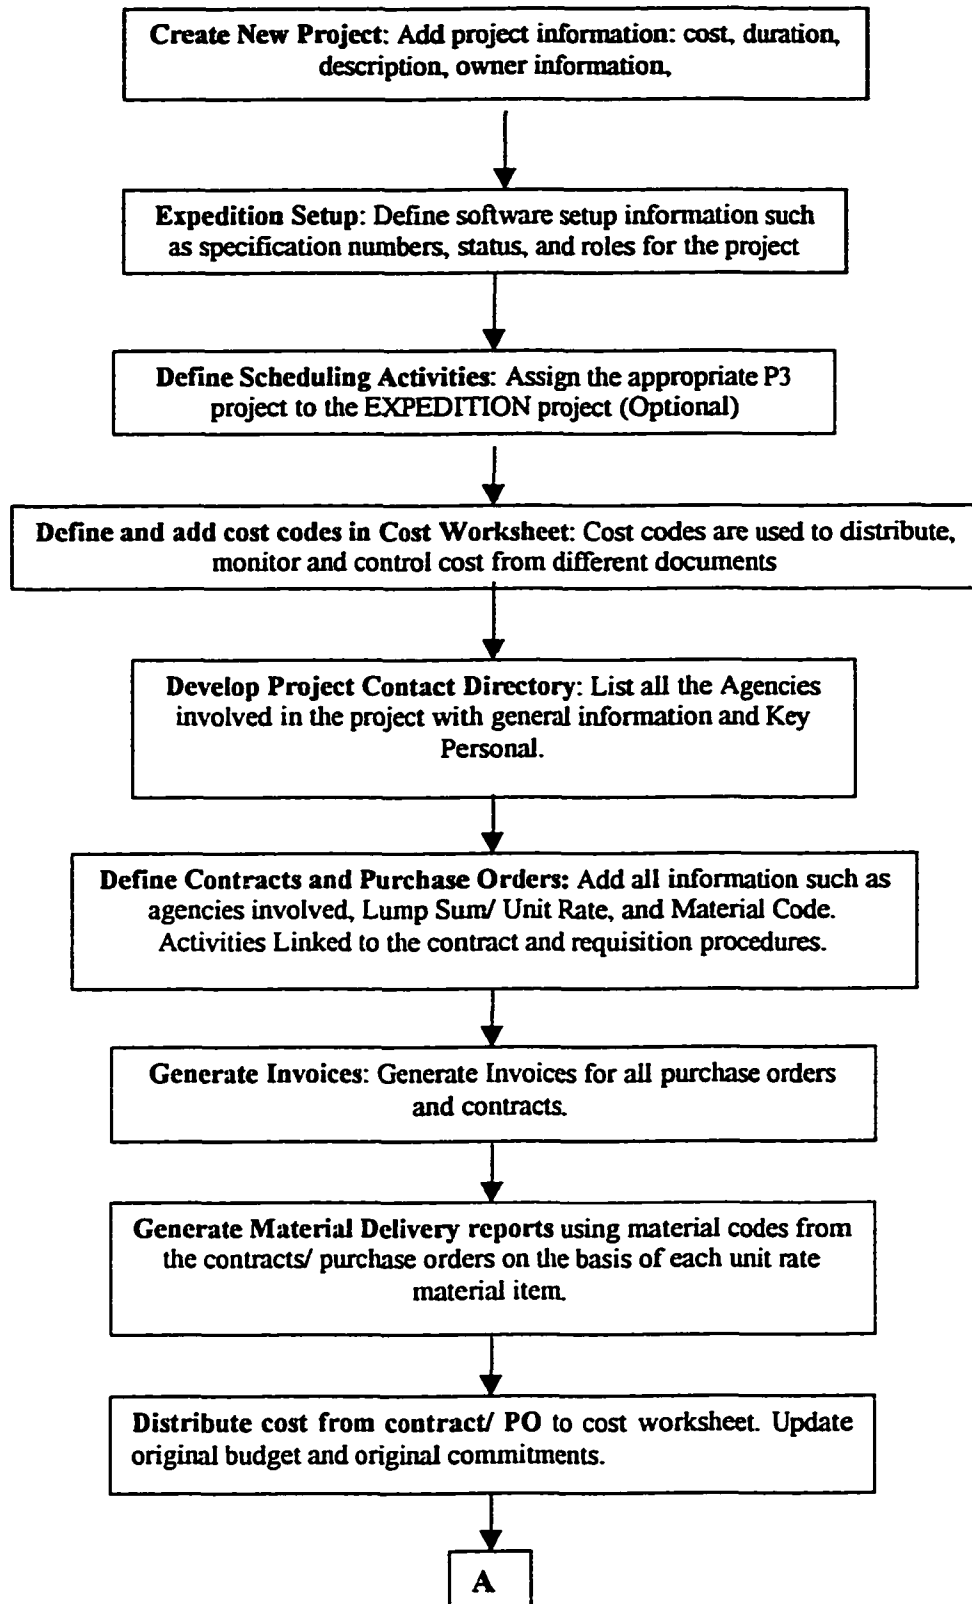 Create New Project: Add project information: cost, duration,
description, owner information,
Expedition Setup: Define software setup information such
as specification numbers, status, and roles for the project
Define Scheduling Activities: Assign the appropriate P3
project to the EXPEDITION project (Optional)
Define and add cost codes in Cost Worksheet: Cost codes are used to distribute,
monitor and control cost from different documents
Develop Project Contact Directory: List all the Agencies
involved in the project with general information and Key
Personal.
Define Contracts and Purchase Orders: Add all information such as
agencies involved, Lump Sum/ Unit Rate, and Material Code.
Activities Linked to the contract and requisition procedures.
Generate Invoices: Generate Invoices for all purchase orders
and contracts.
Generate Material Delivery reports using material codes from
the contracts/ purchase orders on the basis of each unit rate
material item.
Distribute cost from contract/ PO to cost worksheet. Update
original budget and original commitments.
A